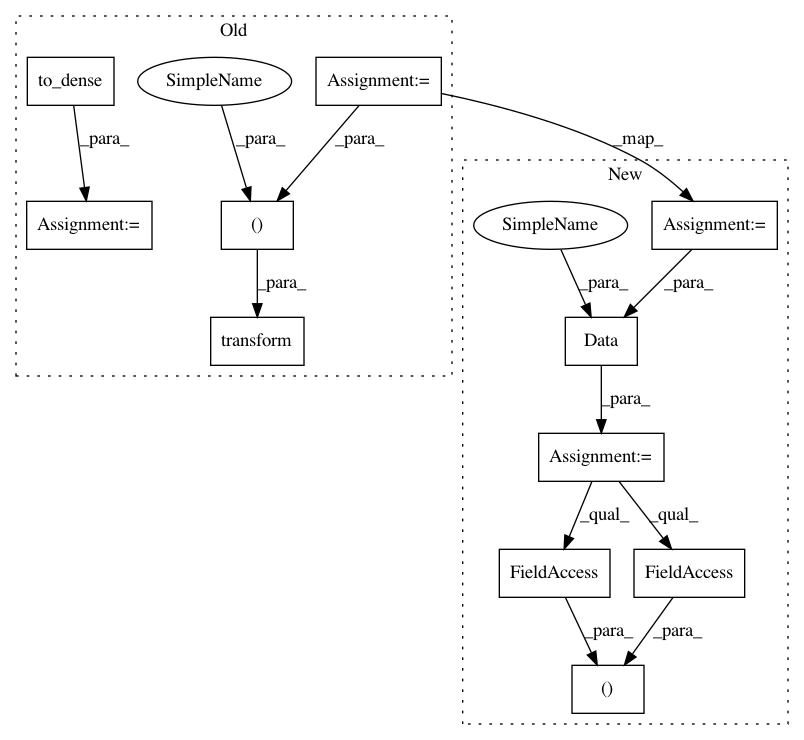 Old
to_dense
SimpleName
Assignment:=
_para_
_para_
_para_
_map_
New
Assignment:=
()
SimpleName
Assignment:=
_para_
_para_
_para_
transform
Data
_para_
Assignment:=
_qual_
_qual_
FieldAccess
FieldAccess
_para_
_para_
()